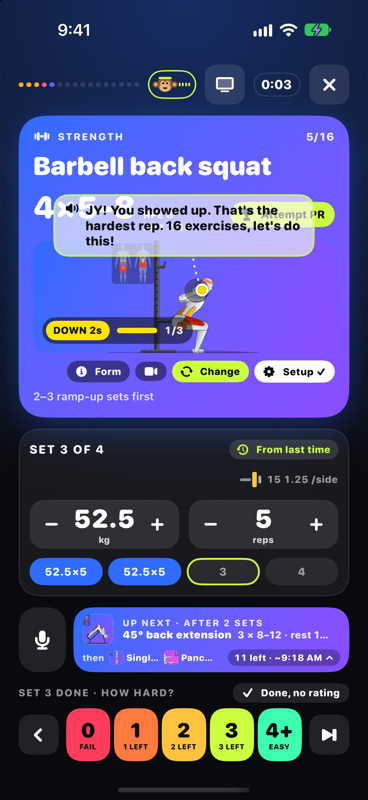 9:41
0:03
STRENGTH
5/16
Barbell back squat
JY! You showed up. That's the
hardest rep. 16 exercises, let's do
this!
Attempt PR
DOWN 2s
1/3
Form
Change
Setup ✓
2–3 ramp-up sets first
SET 3 OF 4
From last time
15 1.25 /side
− 52.5 +
kg
− 5 +
reps
52.5×5
52.5×5
3
4
UP NEXT · AFTER 2 SETS
45° back extension 3 × 8–12 · rest 1…
then Singl… Panc…
11 left · ~9:18 AM
SET 3 DONE · HOW HARD?
✓ Done, no rating
0
FAIL
1
1 LEFT
2
2 LEFT
3
3 LEFT
4+
EASY